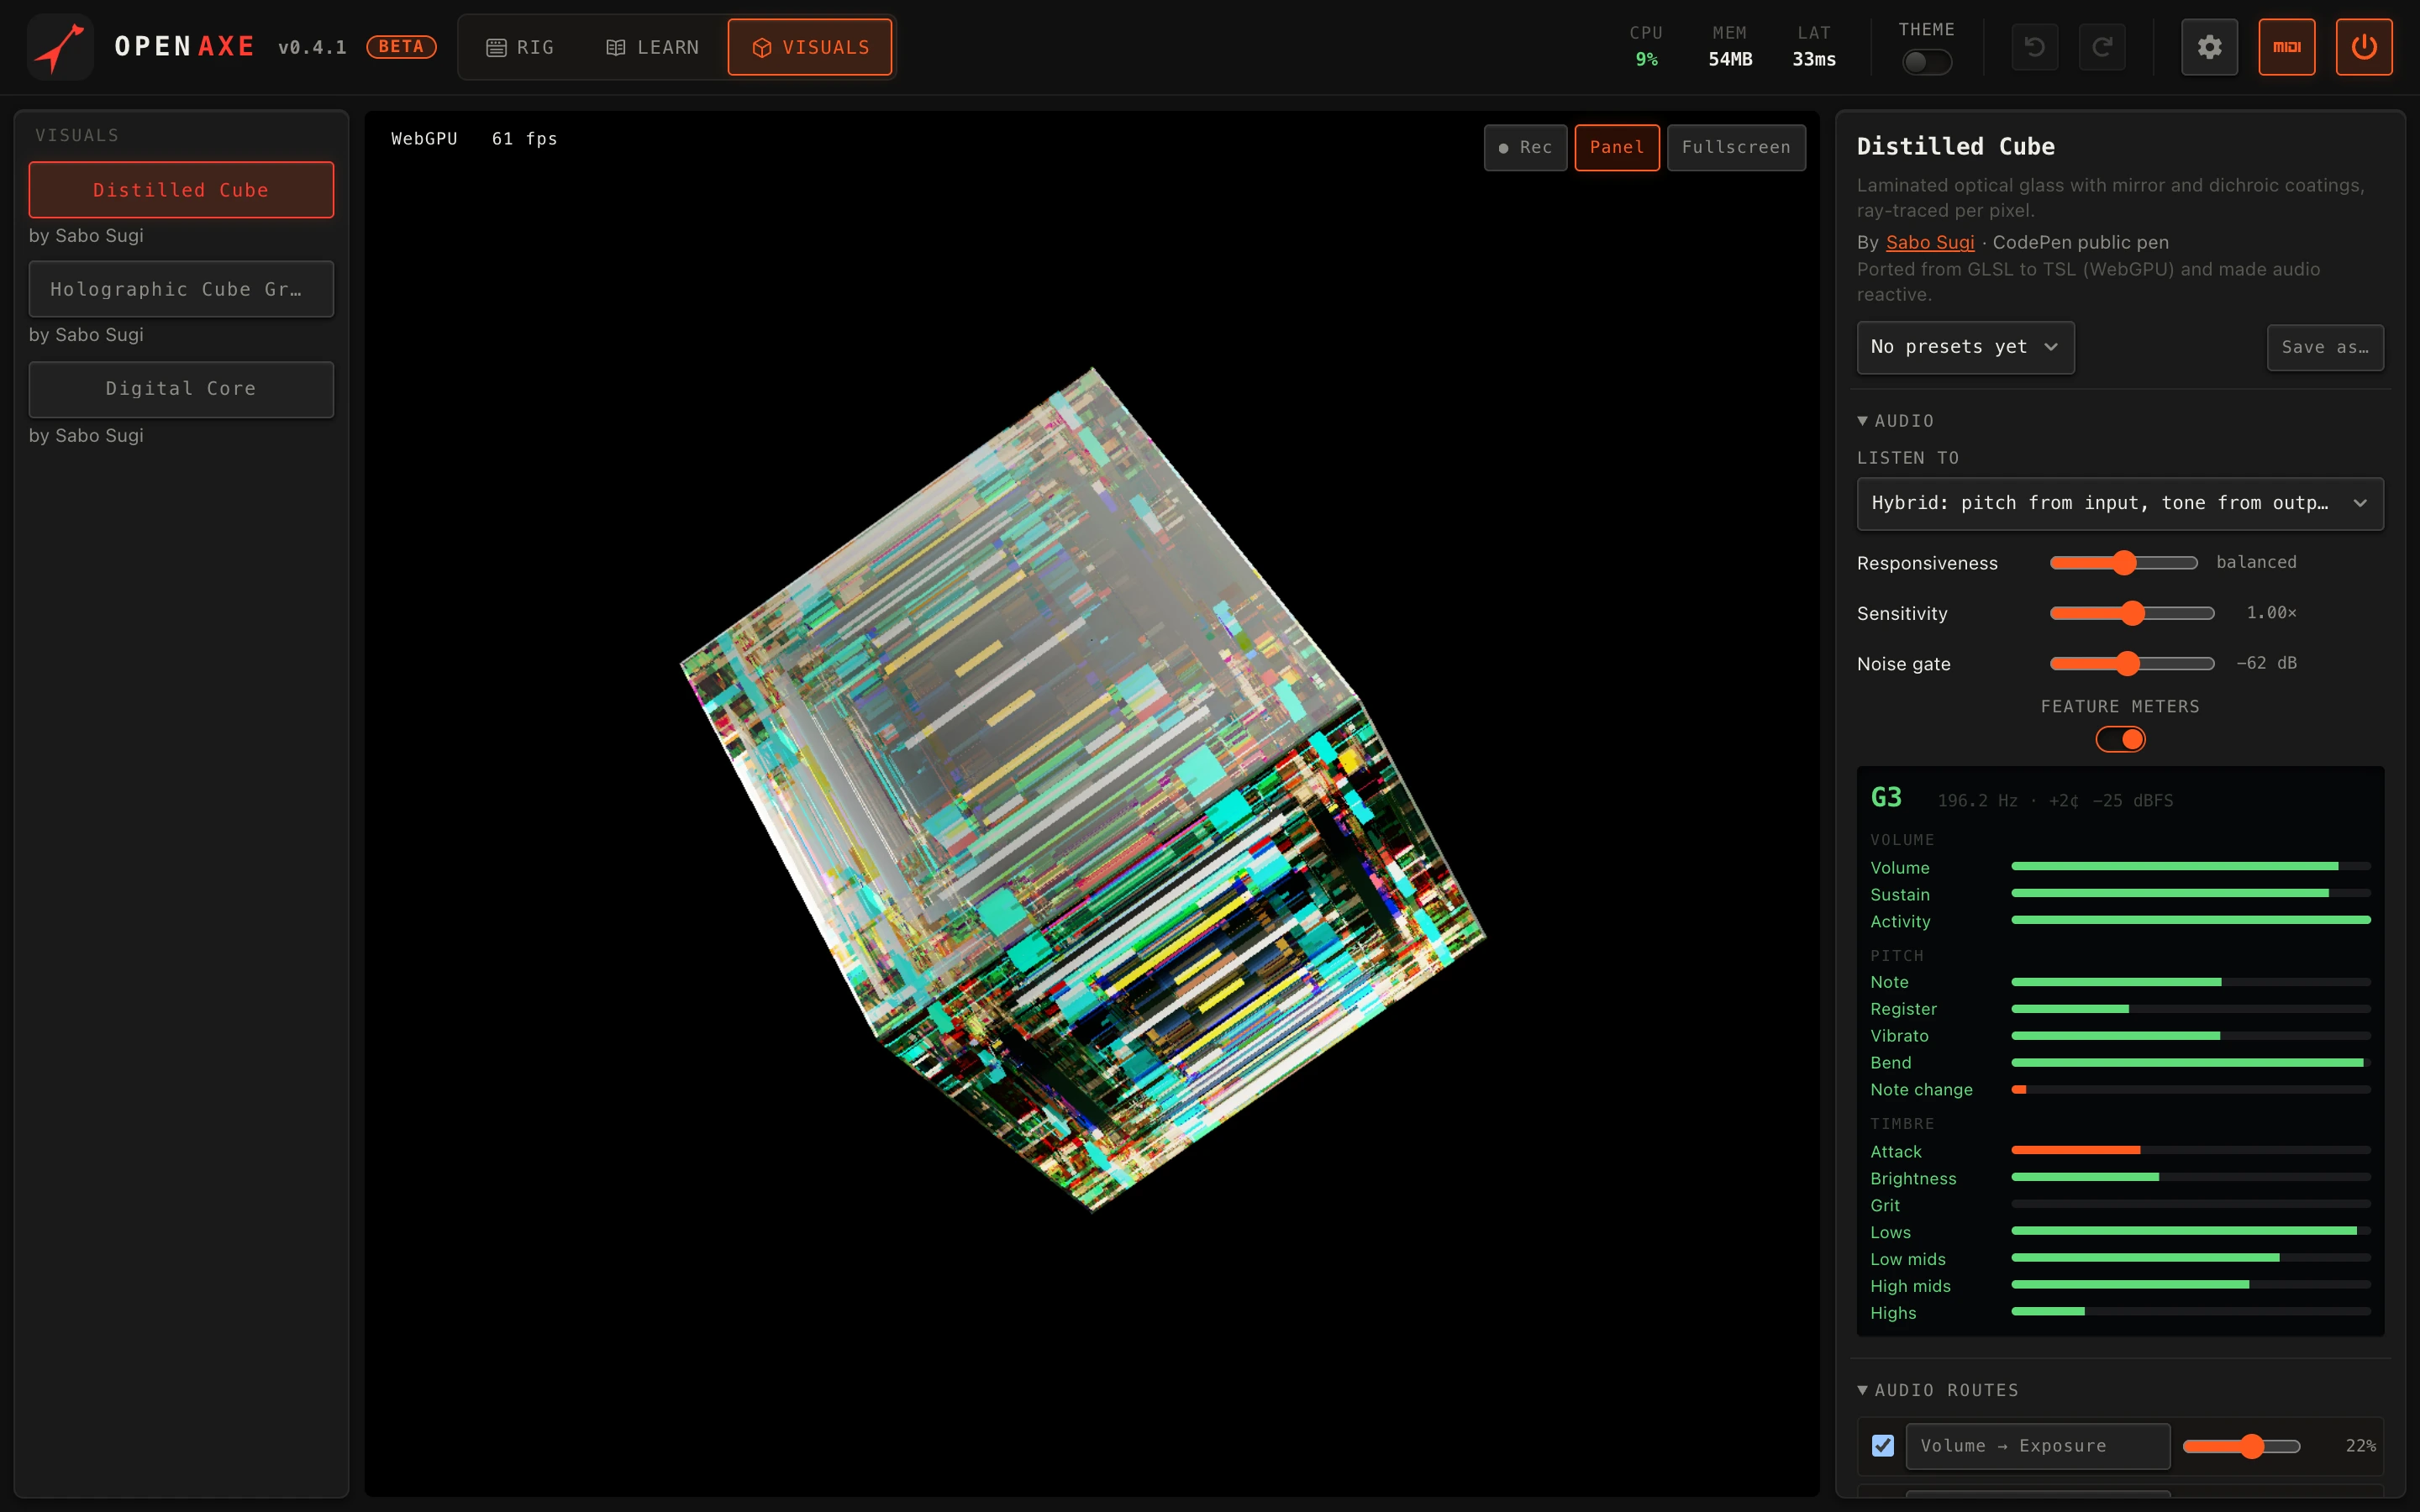 OPENAXE v0.4.1 BETA
RIG
LEARN
VISUALS
CPU
9%
MEM
54MB
LAT
33ms
THEME
MIDI
VISUALS
Distilled Cube
by Sabo Sugi
Holographic Cube Gr…
by Sabo Sugi
Digital Core
by Sabo Sugi
WebGPU 61 fps
Rec
Panel
Fullscreen
Distilled Cube
Laminated optical glass with mirror and dichroic coatings,
ray-traced per pixel.
By Sabo Sugi · CodePen public pen
Ported from GLSL to TSL (WebGPU) and made audio
reactive.
No presets yet
Save as…
AUDIO
LISTEN TO
Hybrid: pitch from input, tone from outp…
Responsiveness balanced
Sensitivity 1.00×
Noise gate −62 dB
FEATURE METERS
G3 196.2 Hz · +2¢ −25 dBFS
VOLUME
Volume
Sustain
Activity
PITCH
Note
Register
Vibrato
Bend
Note change
TIMBRE
Attack
Brightness
Grit
Lows
Low mids
High mids
Highs
AUDIO ROUTES
Volume → Exposure 22%